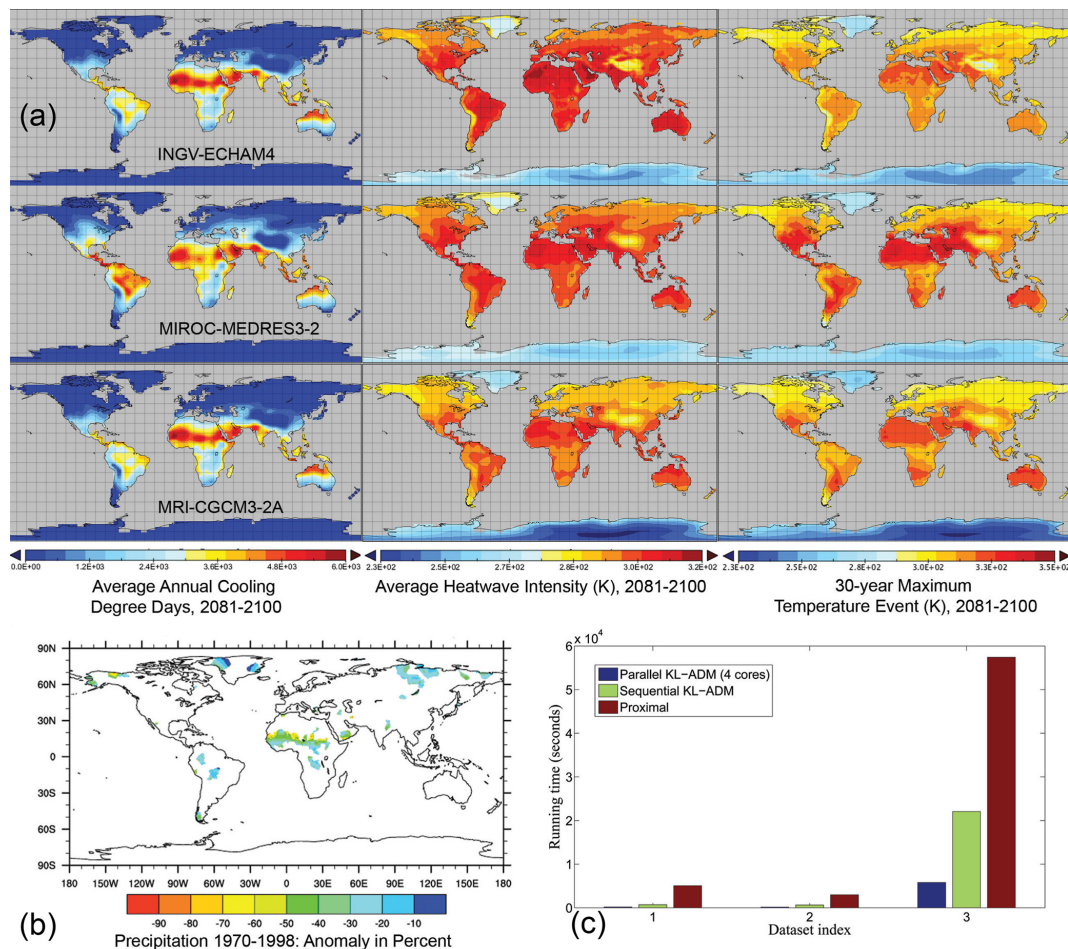 (a)
INGV-ECHAM4
MIROC-MEDRES3-2
MRI-CGCM3-2A
0.0E+00 1.2E+03 2.4E+03 3.6E+03 4.8E+03 6.0E+03
2.3E+02 2.5E+02 2.8E+02 3.0E+02 3.2E+02
2.3E+02 2.5E+02 3.0E+02 3.3E+02 3.5E+02
Average Annual Cooling
Degree Days, 2081-2100
Average Heatwave Intensity (K), 2081-2100
30-year Maximum
Temperature Event (K), 2081-2100
90N
60N
30N
0
30S
60S
90S
180 150W 120W 90W 60W 30W 0 30E 60E 90E 120E 150E 180
-90 -80 -70 -60 -50 -40 -30 -20 -10
(b)
Precipitation 1970-1998: Anomaly in Percent
x 10^4
6
5
4
3
2
1
0
Running time (seconds)
Parallel KL-ADM (4 cores)
Sequential KL-ADM
Proximal
1 2 3
(c)
Dataset index